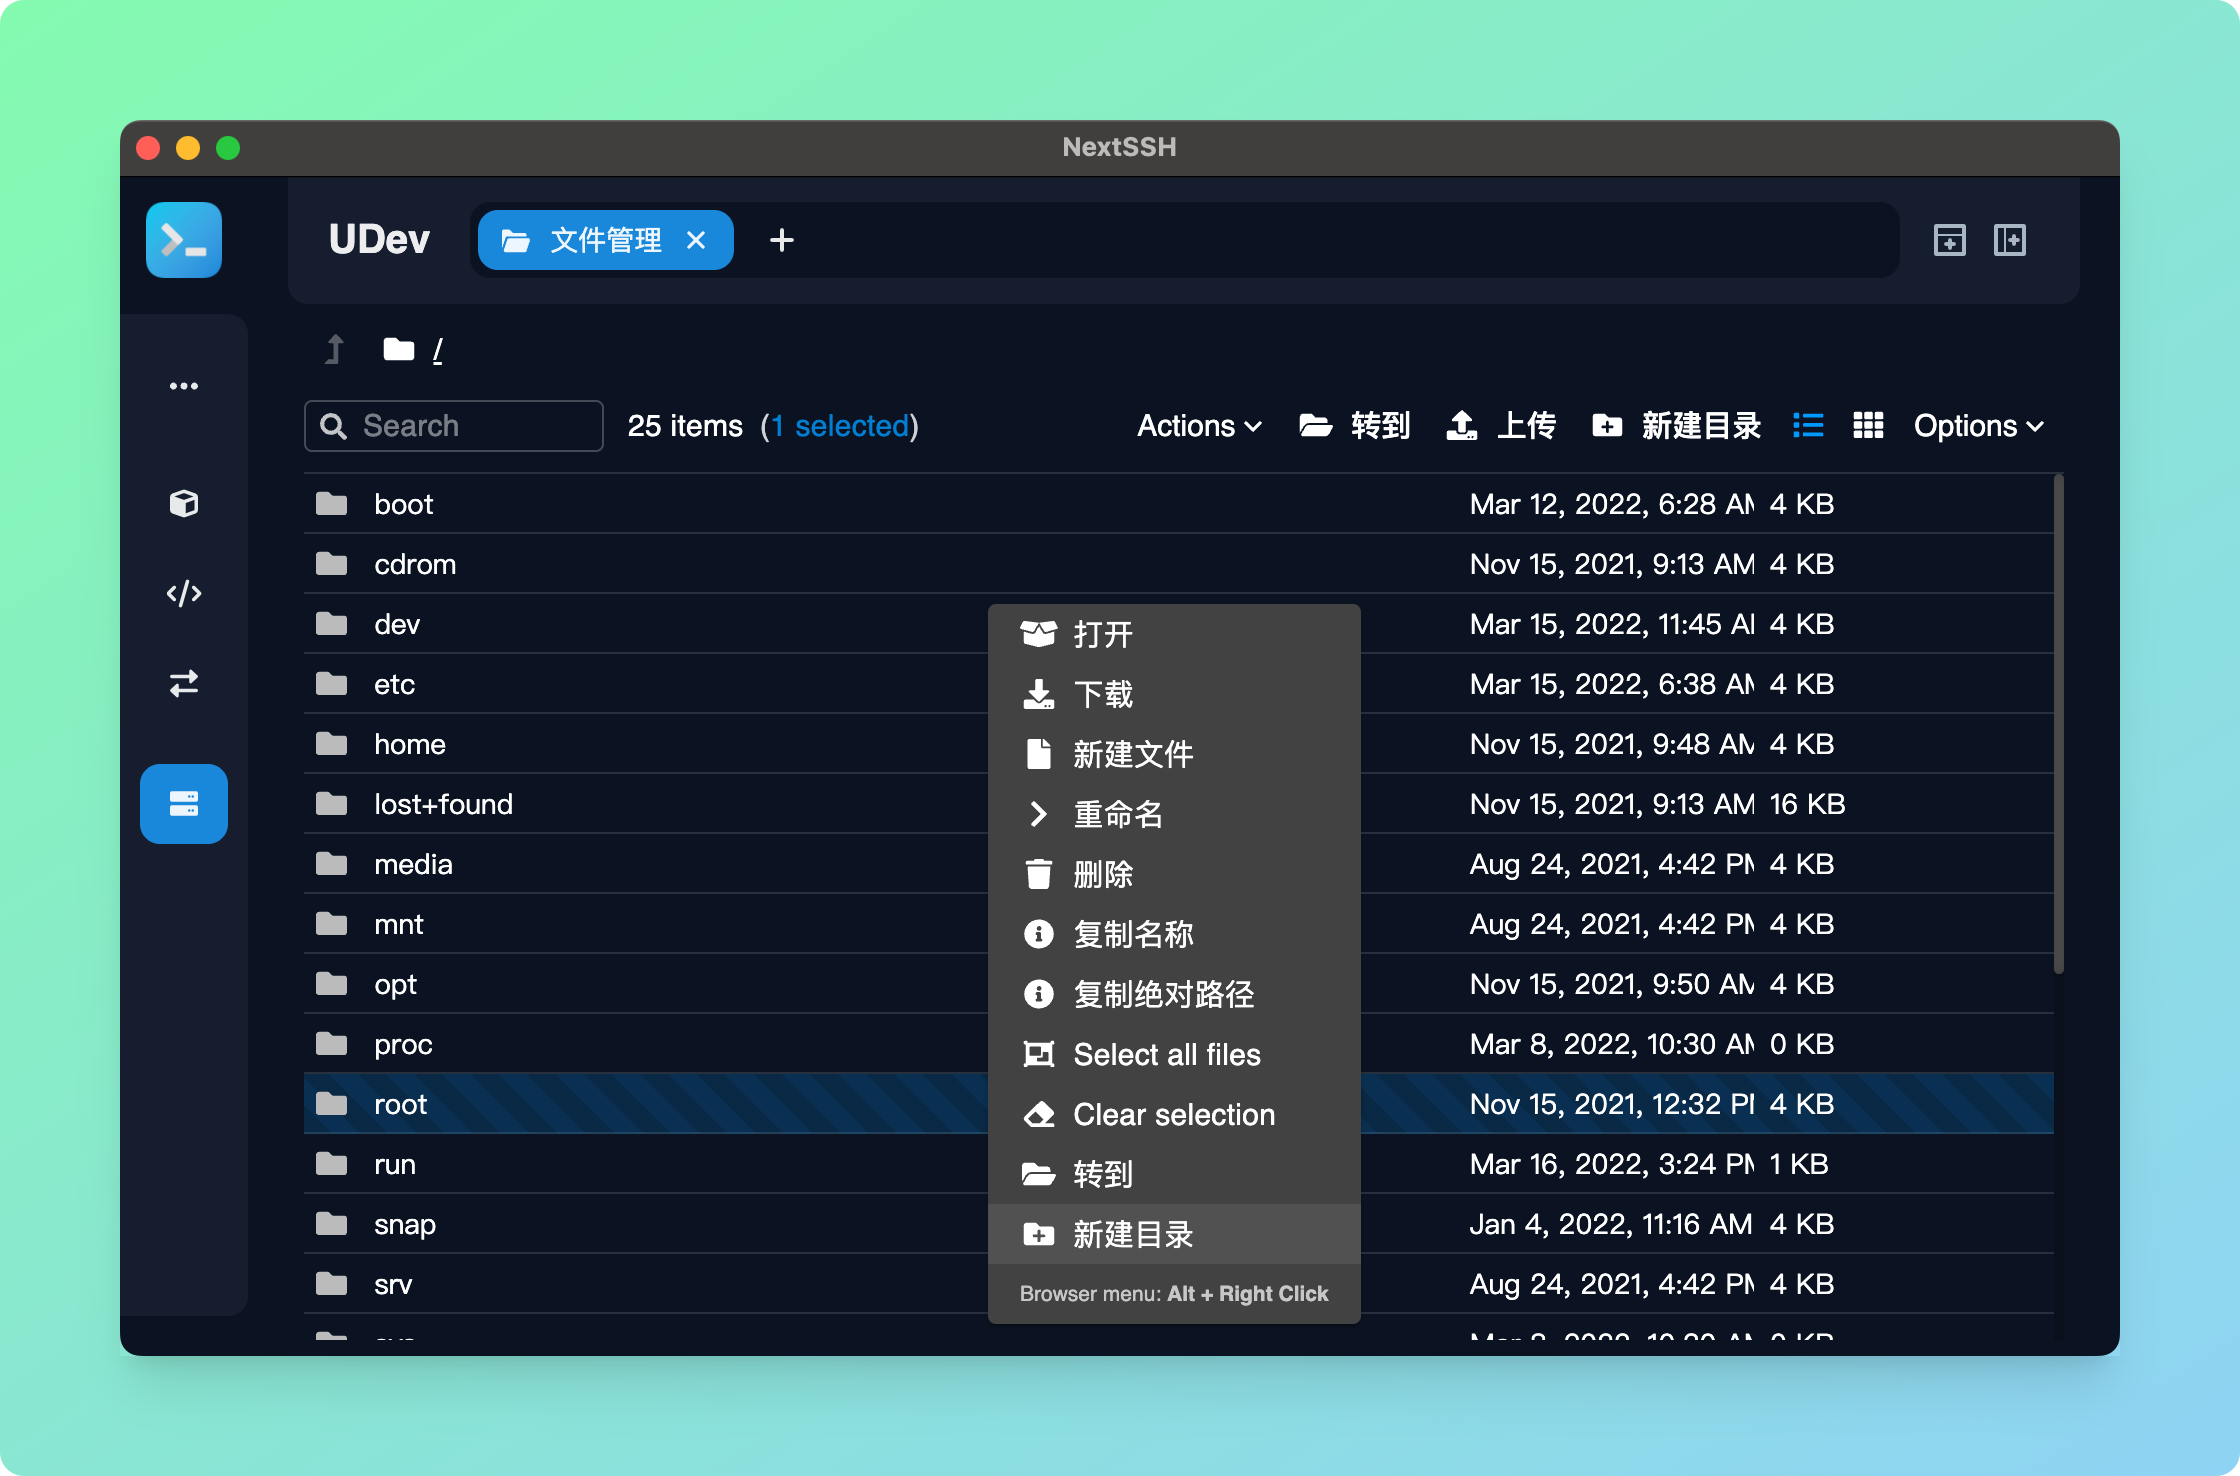 NextSSH
UDev 文件管理
/
Search 25 items (1 selected) Actions 转到 上传 新建目录 Options
boot Mar 12, 2022, 6:28 AM 4 KB
cdrom Nov 15, 2021, 9:13 AM 4 KB
dev Mar 15, 2022, 11:45 AM 4 KB
etc Mar 15, 2022, 6:38 AM 4 KB
home Nov 15, 2021, 9:48 AM 4 KB
lost+found Nov 15, 2021, 9:13 AM 16 KB
media Aug 24, 2021, 4:42 PM 4 KB
mnt Aug 24, 2021, 4:42 PM 4 KB
opt Nov 15, 2021, 9:50 AM 4 KB
proc Mar 8, 2022, 10:30 AM 0 KB
root Nov 15, 2021, 12:32 PM 4 KB
run Mar 16, 2022, 3:24 PM 1 KB
snap Jan 4, 2022, 11:16 AM 4 KB
srv Aug 24, 2021, 4:42 PM 4 KB
打开
下载
新建文件
重命名
删除
复制名称
复制绝对路径
Select all files
Clear selection
转到
新建目录
Browser menu: Alt + Right Click